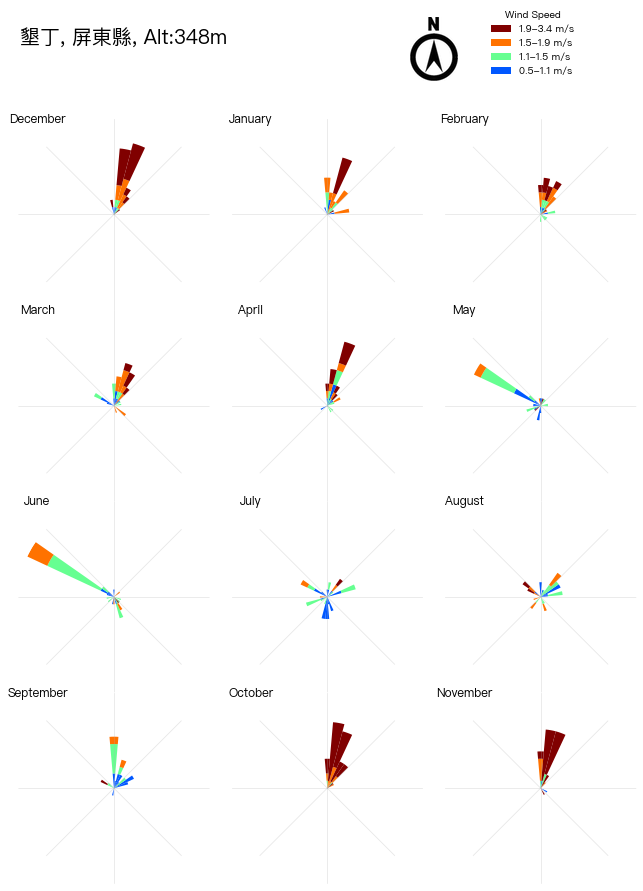 墾丁, 屏東縣, Alt:348m
N
Wind Speed
1.9–3.4 m/s
1.5–1.9 m/s
1.1–1.5 m/s
0.5–1.1 m/s
December
January
February
March
April
May
June
July
August
September
October
November